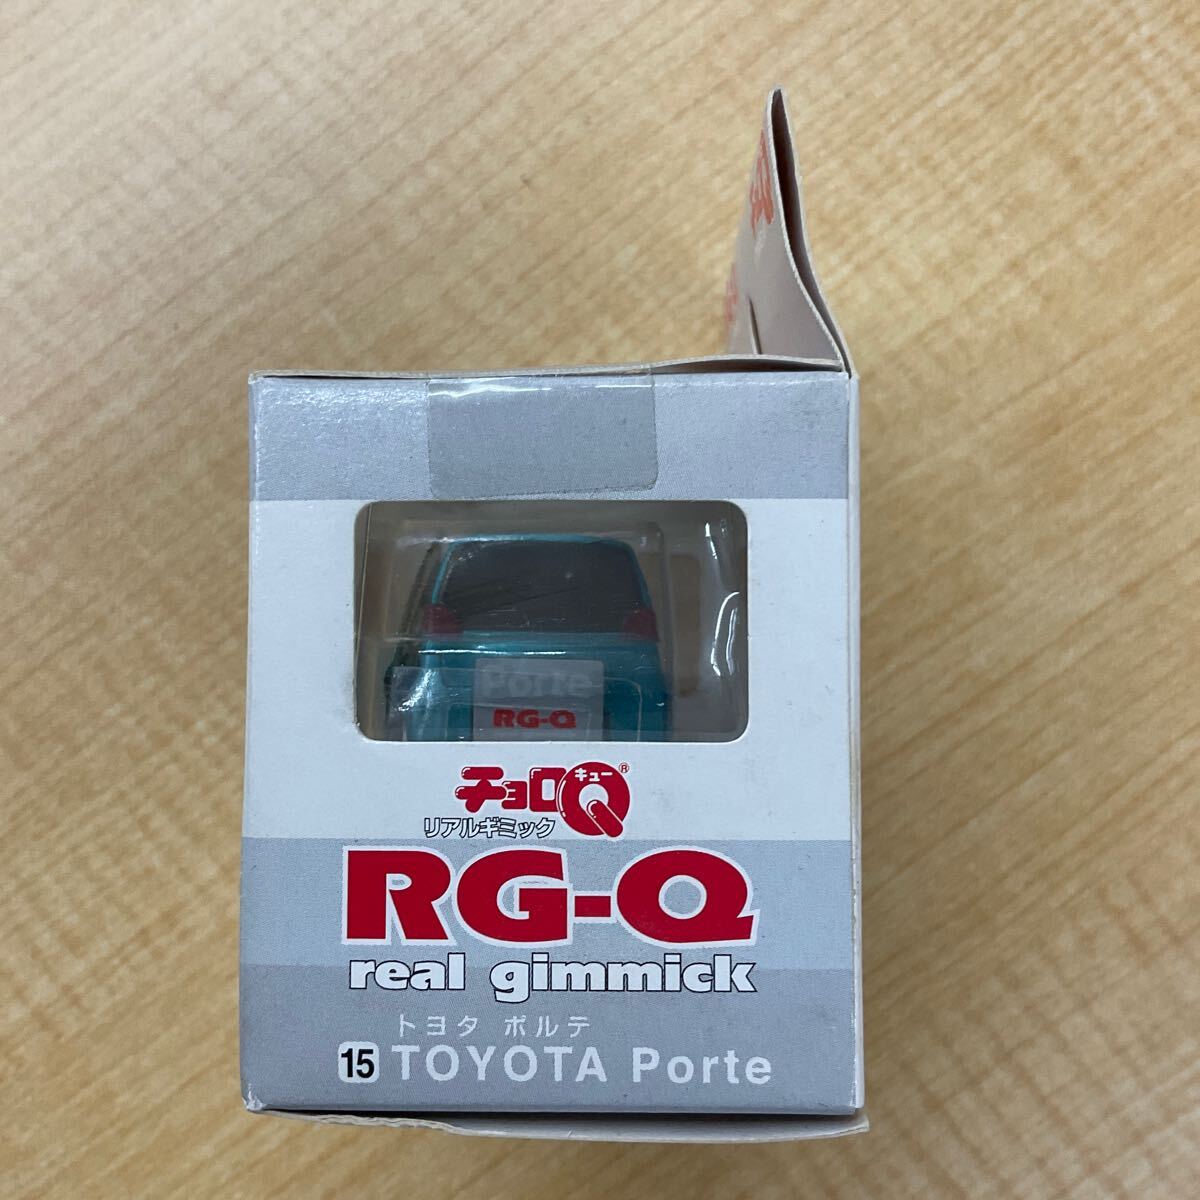 Porte
RG-Q
チョロQ キュー ®
リアルギミック
RG-Q
real gimmick
トヨタ ポルテ
15 TOYOTA Porte